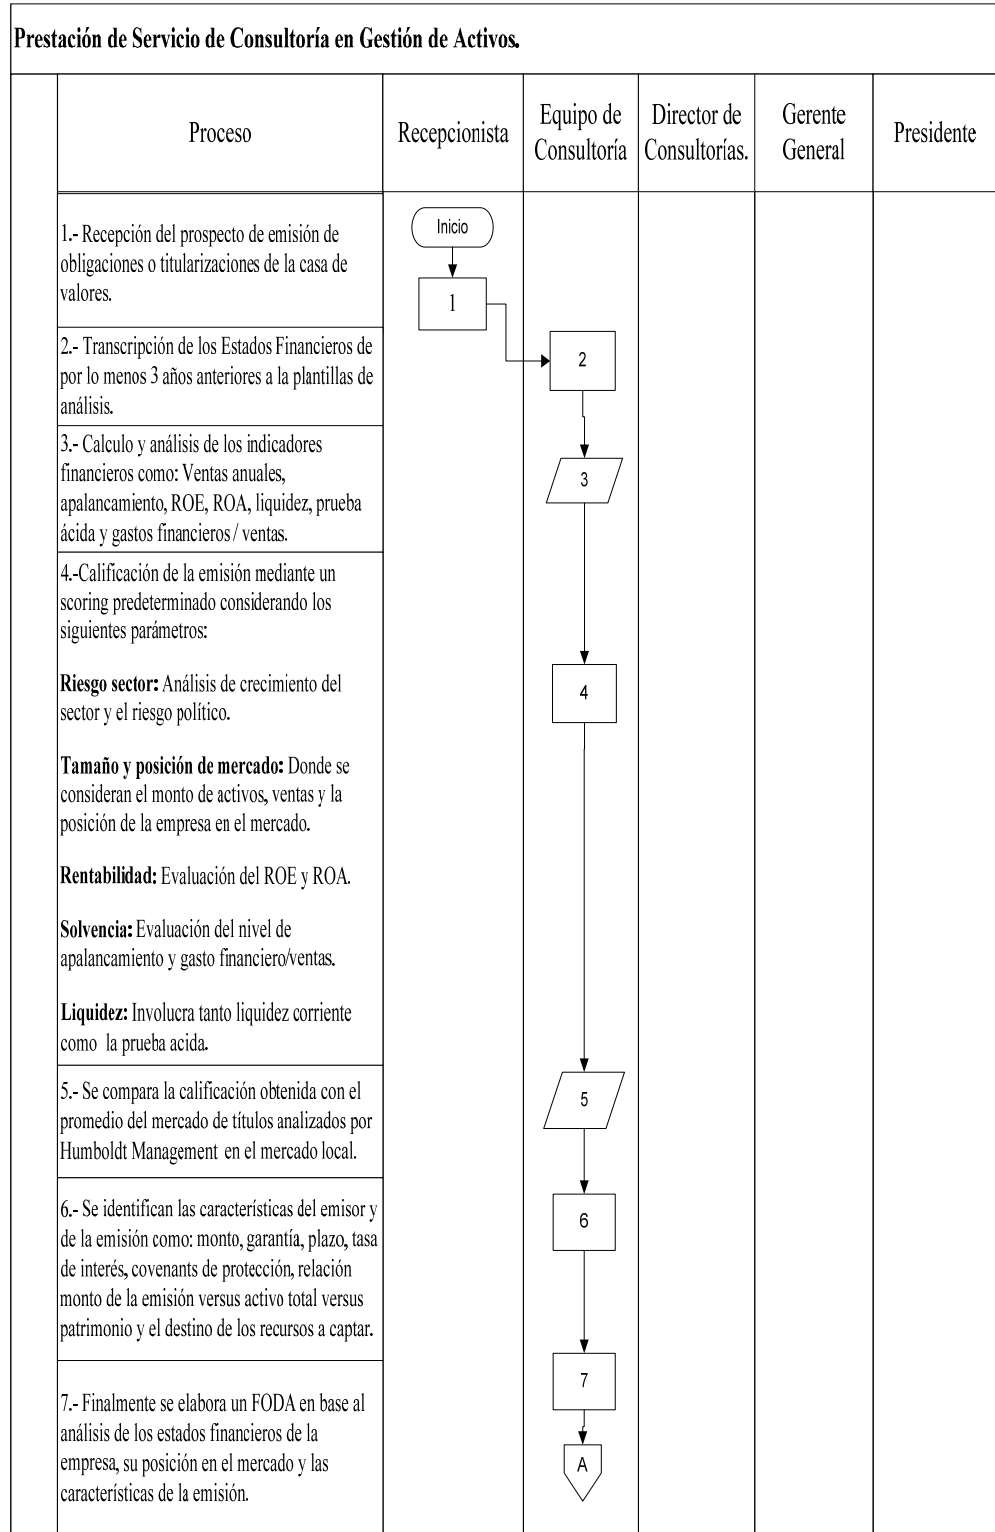 Prestación de Servicio de Consultoría en Gestión de Activos.
Proceso
Recepcionista
Equipo de
Consultoría
Director de
Consultorías.
Gerente
General
Presidente
1.- Recepción del prospecto de emisión de
obligaciones o titularizaciones de la casa de
valores.
Inicio
1
2.- Transcripción de los Estados Financieros de
por lo menos 3 años anteriores a la plantillas de
análisis.
2
3.- Calculo y análisis de los indicadores
financieros como: Ventas anuales,
apalancamiento, ROE, ROA, liquidez, prueba
ácida y gastos financieros / ventas.
3
4.-Calificación de la emisión mediante un
scoring predeterminado considerando los
siguientes parámetros:
Riesgo sector: Análisis de crecimiento del
sector y el riesgo político.
Tamaño y posición de mercado: Donde se
consideran el monto de activos, ventas y la
posición de la empresa en el mercado.
Rentabilidad: Evaluación del ROE y ROA.
Solvencia: Evaluación del nivel de
apalancamiento y gasto financiero/ventas.
Liquidez: Involucra tanto liquidez corriente
como la prueba acida.
4
5.- Se compara la calificación obtenida con el
promedio del mercado de títulos analizados por
Humboldt Management en el mercado local.
5
6.- Se identifican las características del emisor y
de la emisión como: monto, garantía, plazo, tasa
de interés, covenants de protección, relación
monto de la emisión versus activo total versus
patrimonio y el destino de los recursos a captar.
6
7.- Finalmente se elabora un FODA en base al
análisis de los estados financieros de la
empresa, su posición en el mercado y las
características de la emisión.
7
A